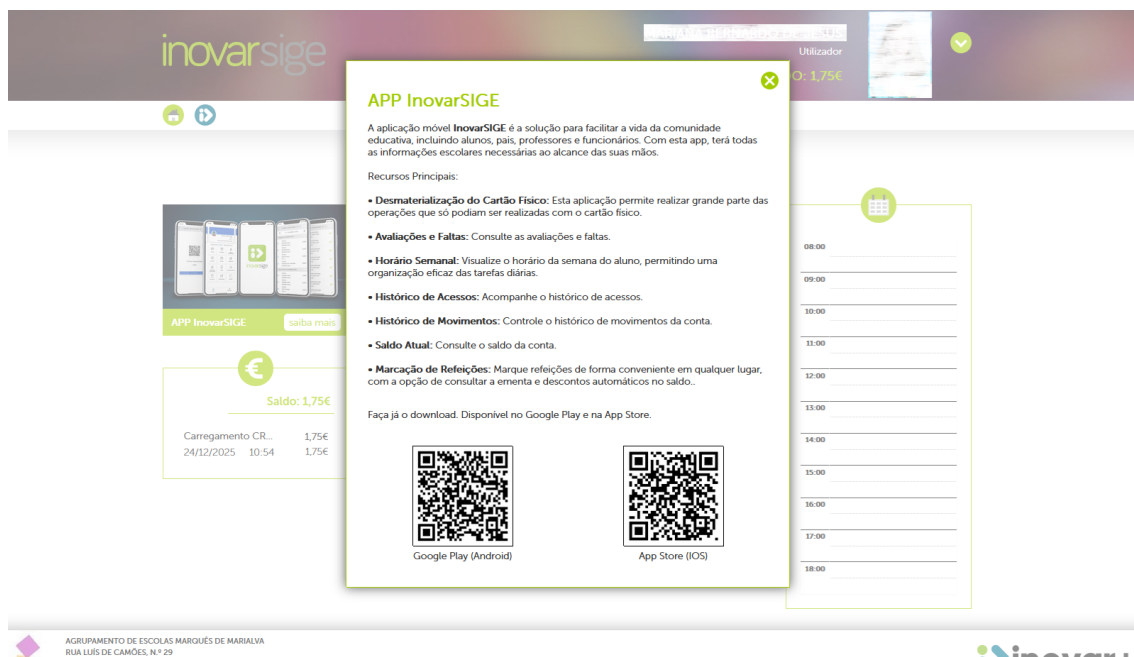 inovarsige
Utilizador
O: 1,75€
APP InovarSIGE
A aplicação móvel InovarSIGE é a solução para facilitar a vida da comunidade
educativa, incluindo alunos, pais, professores e funcionários. Com esta app, terá todas
as informações escolares necessárias ao alcance das suas mãos.
Recursos Principais:
• Desmaterialização do Cartão Físico: Esta aplicação permite realizar grande parte das
operações que só podiam ser realizadas com o cartão físico.
• Avaliações e Faltas: Consulte as avaliações e faltas.
• Horário Semanal: Visualize o horário da semana do aluno, permitindo uma
organização eficaz das tarefas diárias.
• Histórico de Acessos: Acompanhe o histórico de acessos.
• Histórico de Movimentos: Controle o histórico de movimentos da conta.
• Saldo Atual: Consulte o saldo da conta.
• Marcação de Refeições: Marque refeições de forma conveniente em qualquer lugar,
com a opção de consultar a ementa e descontos automáticos no saldo..
Faça já o download. Disponível no Google Play e na App Store.
Google Play (Android)
App Store (IOS)
APP InovarSIGE
saiba mais
€
Saldo: 1,75€
Carregamento CR... 1,75€
24/12/2025 10:54 1,75€
08:00
09:00
10:00
11:00
12:00
13:00
14:00
15:00
16:00
17:00
18:00
AGRUPAMENTO DE ESCOLAS MARQUÊS DE MARIALVA
RUA LUÍS DE CAMÕES, N.º 29